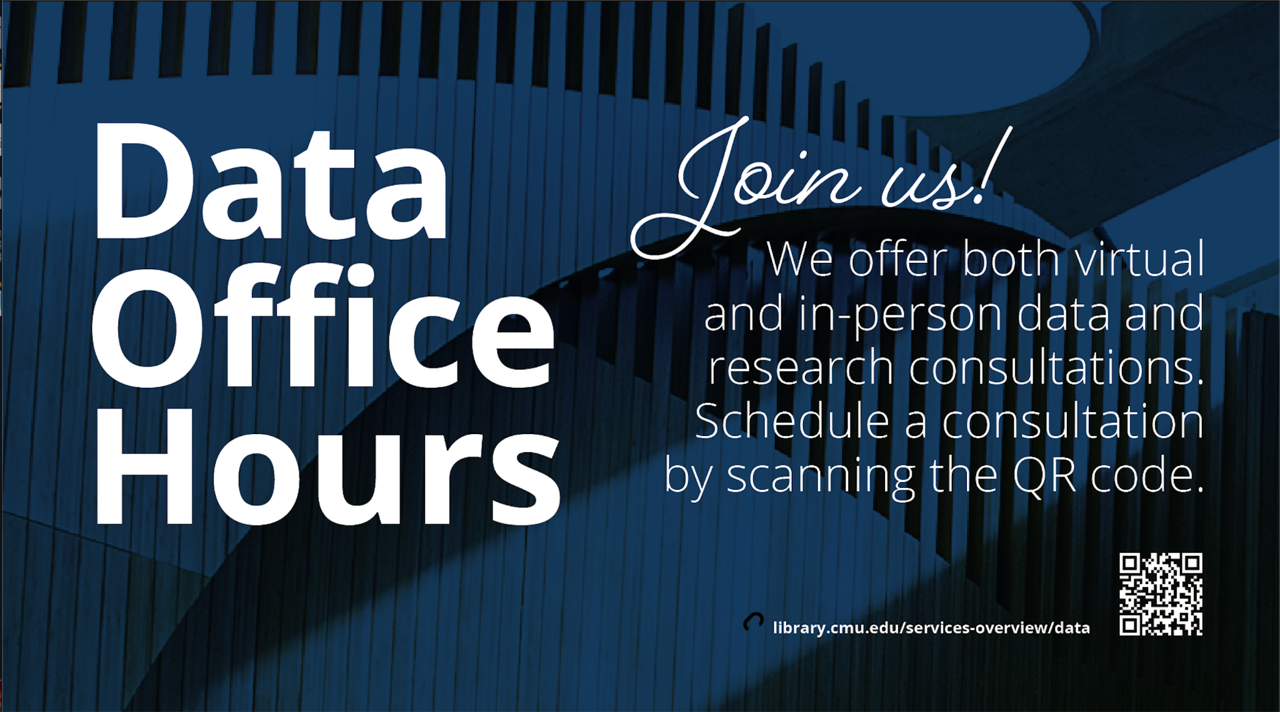 Data
Office
Hours
Join us!
We offer both virtual
and in-person data and
research consultations.
Schedule a consultation
by scanning the QR code.
library.cmu.edu/services-overview/data